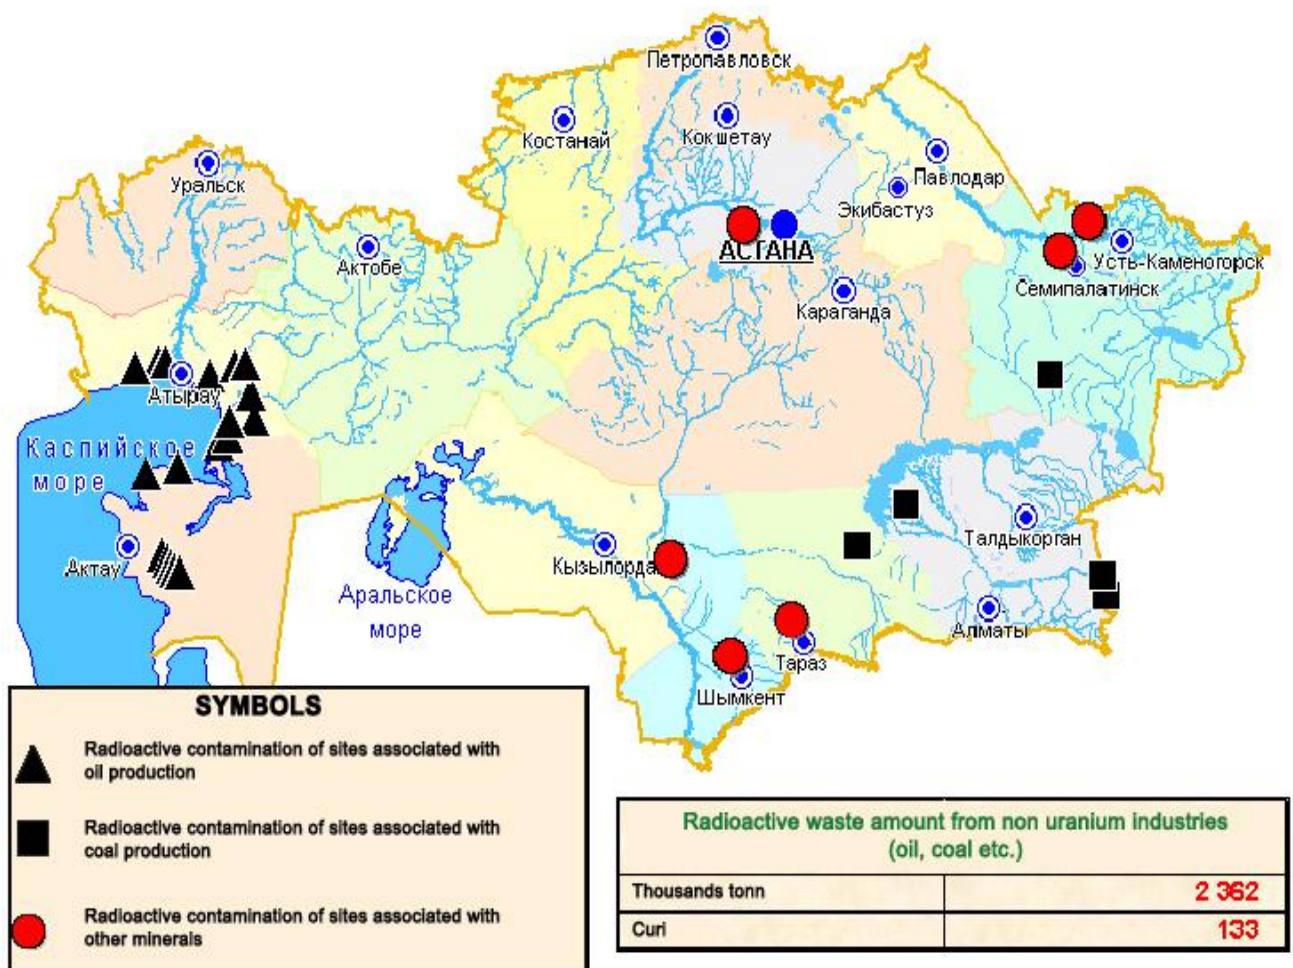 Петропавловск
Костанай
Кокшетау
Уральск
Павлодар
Экибастуз
Актобе
АСТАНА
Усть-Каменогорск
Семипалатинск
Караганда
Атырау
Каспийское
море
Талдыкорган
Актау
Кызылорда
Аральское
море
Алматы
Тараз
Шымкент
SYMBOLS
Radioactive contamination of sites associated with
oil production
Radioactive contamination of sites associated with
coal production
Radioactive contamination of sites associated with
other minerals
Radioactive waste amount from non uranium industries
(oil, coal etc.)
Thousands tonn 2 362
Curi 133